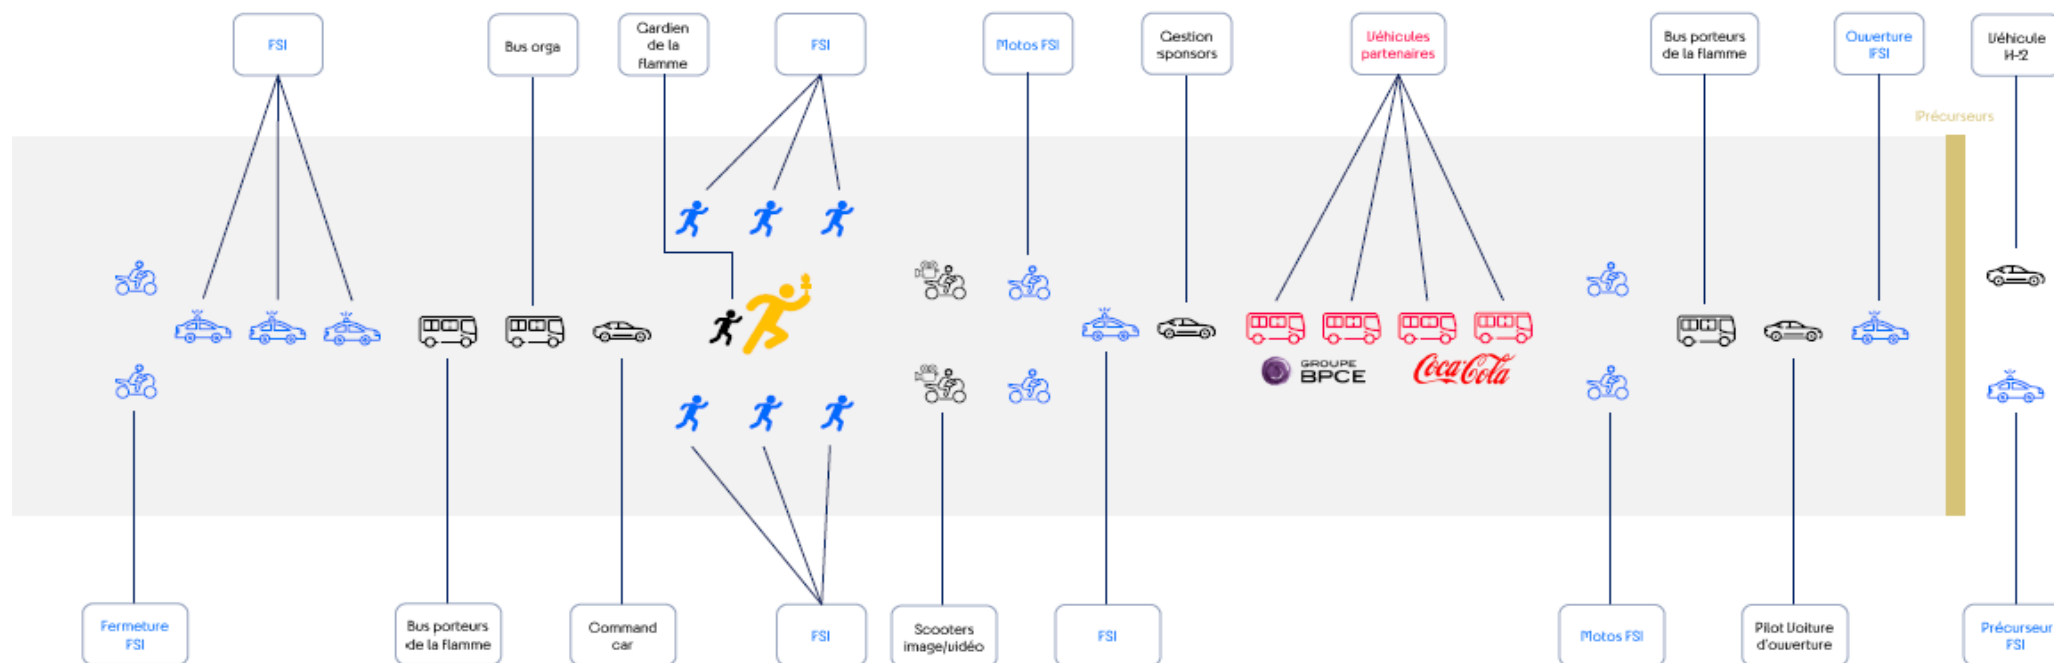 FSI
Bus orga
Gardien
de la
flamme
FSI
Motos FSI
Gestion
sponsors
Véhicules
partenaires
Bus porteurs
de la flamme
Ouverture
FSI
Véhicule
H-2
Précurseurs
GROUPE
BPCE
Coca-Cola
Fermeture
FSI
Bus porteurs
de la flamme
Command
car
FSI
Scooters
image/vidéo
FSI
Motos FSI
Pilot Voiture
d'ouverture
Précurseur
FSI